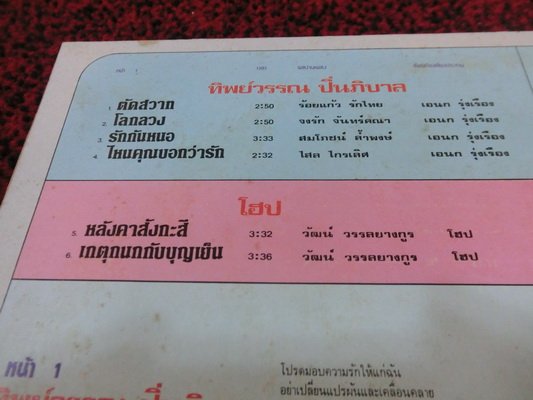 หน้า 1
ทิพย์วรรณ ปิ่นภิบาล
1. ตัดสวาท 2:50 ร้อยแก้ว รักไทย เอนก รุ่งเรือง
2. โลกลวง 2:50 จงรัก จันทร์คณา เอนก รุ่งเรือง
3. รักกันหนอ 3:33 สมโภชน์ ล้ำพงษ์ เอนก รุ่งเรือง
4. ไหนคุณบอกว่ารัก 2:32 ไสล ไกรเลิศ เอนก รุ่งเรือง
โฮป
5. หลังคาสังกะสี 3:32 วัฒน์ วรรลยางกูร โฮป
6. เกตุกนกกับบุญเย็น 3:36 วัฒน์ วรรลยางกูร โฮป
หน้า 1
โปรดมอบความรักให้แก่ฉัน
อย่าเปลี่ยนแปรผันและเคลื่อนคลาย